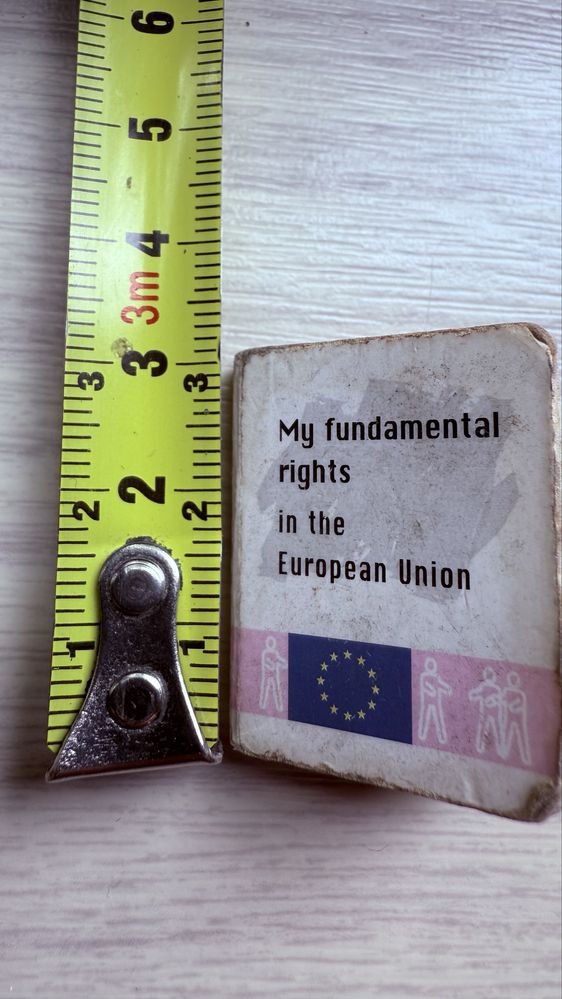 6
5
4
3m
3
3 3
2
2 2
1 1
My fundamental
rights
in the
European Union